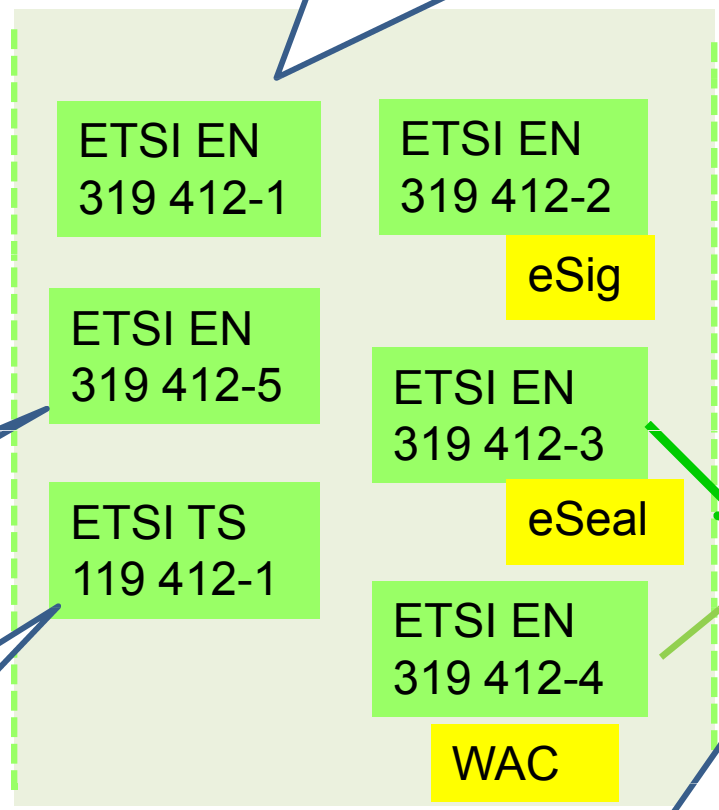 ETSI EN
319 412-1
ETSI EN
319 412-2
eSig
ETSI EN
319 412-5
ETSI EN
319 412-3
eSeal
ETSI TS
119 412-1
ETSI EN
319 412-4
WAC